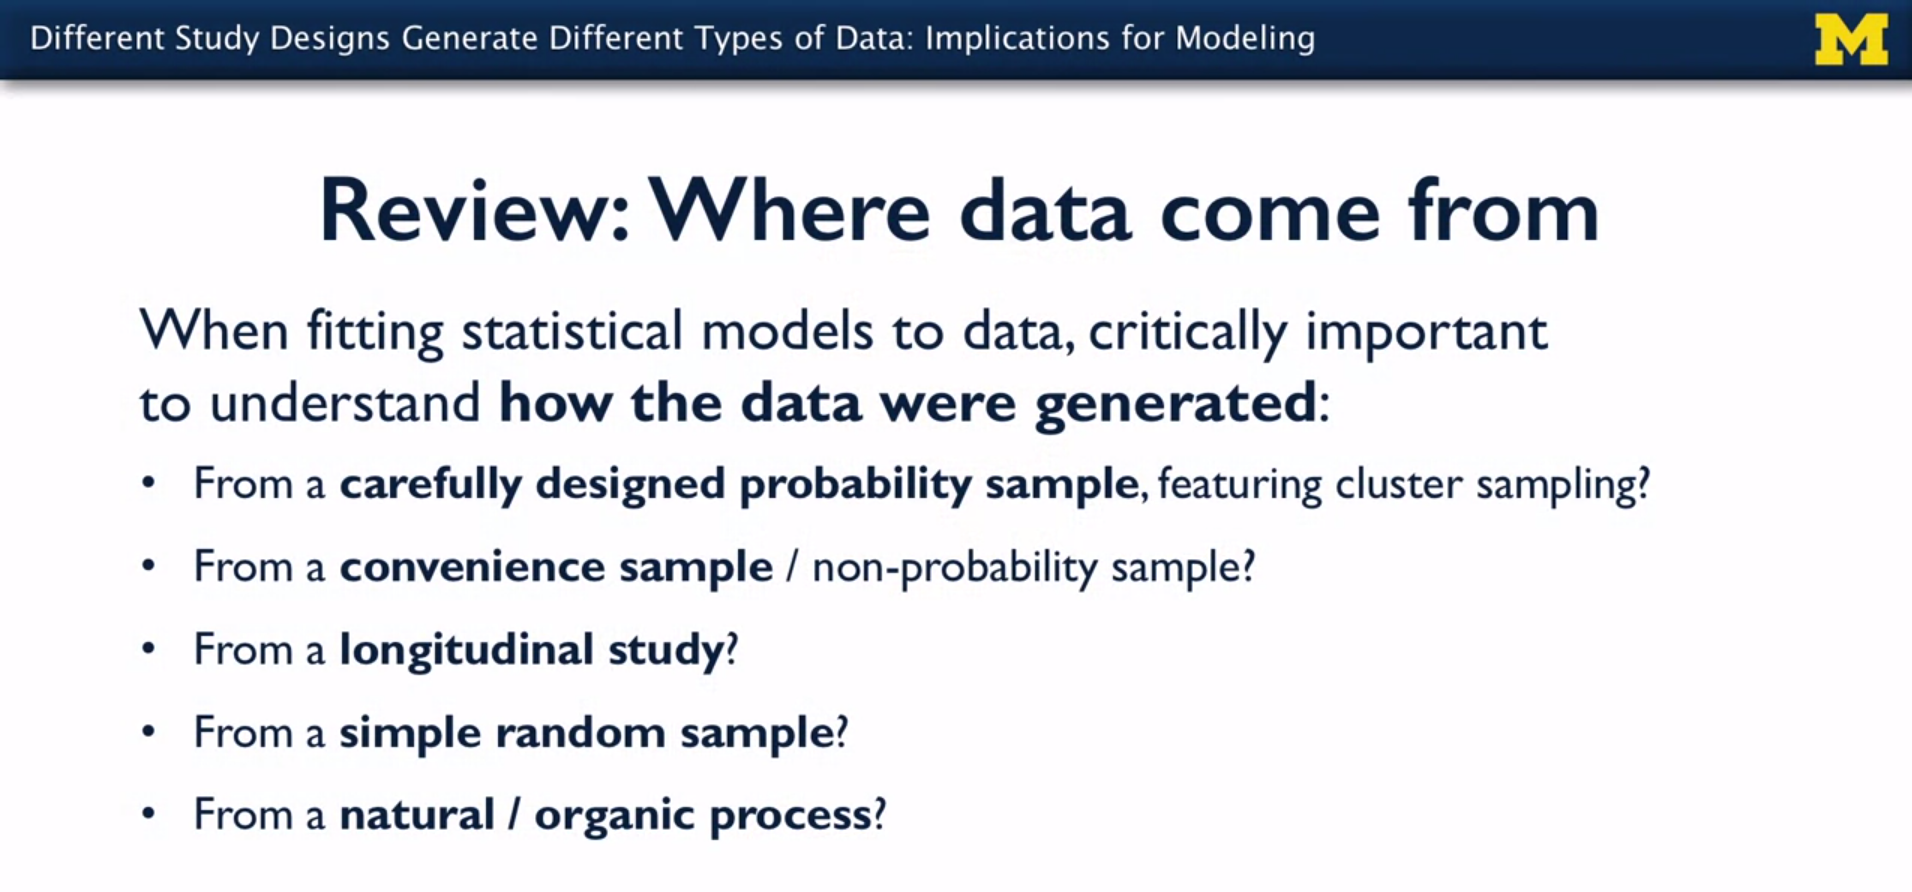 Different Study Designs Generate Different Types of Data: Implications for Modeling
M
Review: Where data come from
When fitting statistical models to data, critically important
to understand how the data were generated:
• From a carefully designed probability sample, featuring cluster sampling?
• From a convenience sample / non-probability sample?
• From a longitudinal study?
• From a simple random sample?
• From a natural / organic process?